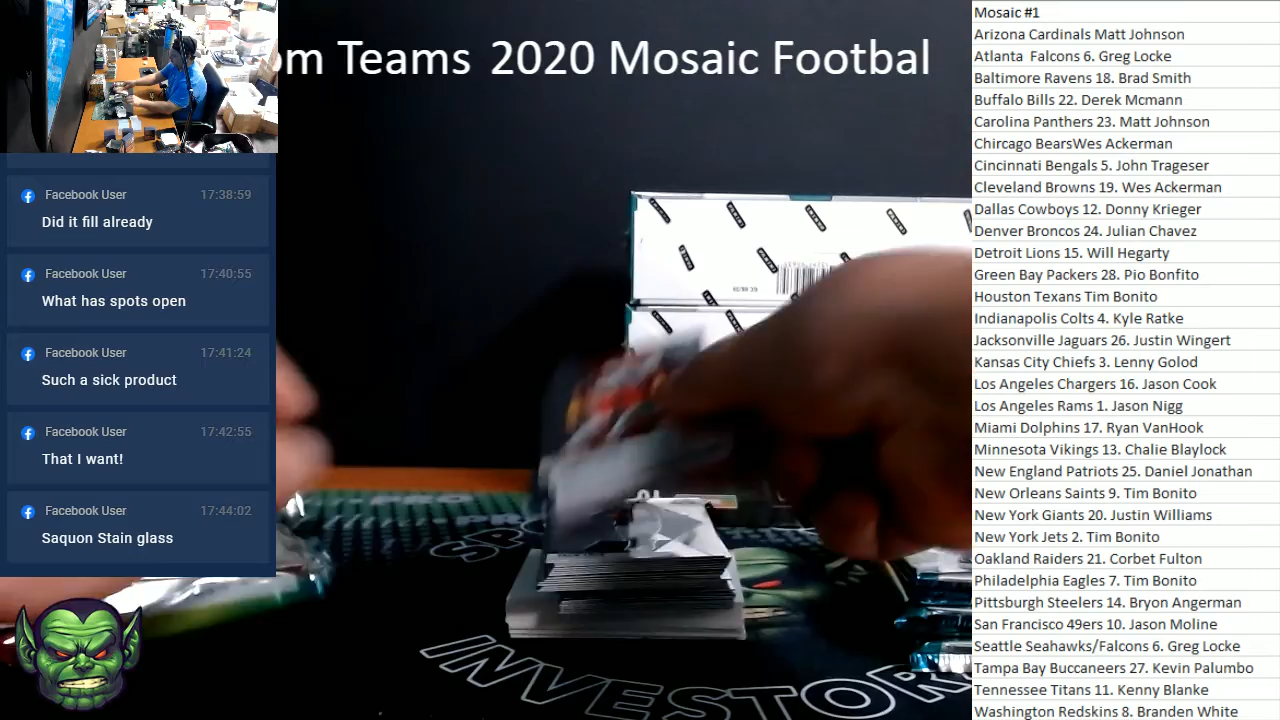 om Teams 2020 Mosaic Footbal
Facebook User 17:38:59
Did it fill already
Facebook User 17:40:55
What has spots open
Facebook User 17:41:24
Such a sick product
Facebook User 17:42:55
That I want!
Facebook User 17:44:02
Saquon Stain glass
INVESTOR
Mosaic #1
Arizona Cardinals Matt Johnson
Atlanta Falcons 6. Greg Locke
Baltimore Ravens 18. Brad Smith
Buffalo Bills 22. Derek Mcmann
Carolina Panthers 23. Matt Johnson
Chircago BearsWes Ackerman
Cincinnati Bengals 5. John Trageser
Cleveland Browns 19. Wes Ackerman
Dallas Cowboys 12. Donny Krieger
Denver Broncos 24. Julian Chavez
Detroit Lions 15. Will Hegarty
Green Bay Packers 28. Pio Bonfito
Houston Texans Tim Bonito
Indianapolis Colts 4. Kyle Ratke
Jacksonville Jaguars 26. Justin Wingert
Kansas City Chiefs 3. Lenny Golod
Los Angeles Chargers 16. Jason Cook
Los Angeles Rams 1. Jason Nigg
Miami Dolphins 17. Ryan VanHook
Minnesota Vikings 13. Chalie Blaylock
New England Patriots 25. Daniel Jonathan
New Orleans Saints 9. Tim Bonito
New York Giants 20. Justin Williams
New York Jets 2. Tim Bonito
Oakland Raiders 21. Corbet Fulton
Philadelphia Eagles 7. Tim Bonito
Pittsburgh Steelers 14. Bryon Angerman
San Francisco 49ers 10. Jason Moline
Seattle Seahawks/Falcons 6. Greg Locke
Tampa Bay Buccaneers 27. Kevin Palumbo
Tennessee Titans 11. Kenny Blanke
Washington Redskins 8. Branden White